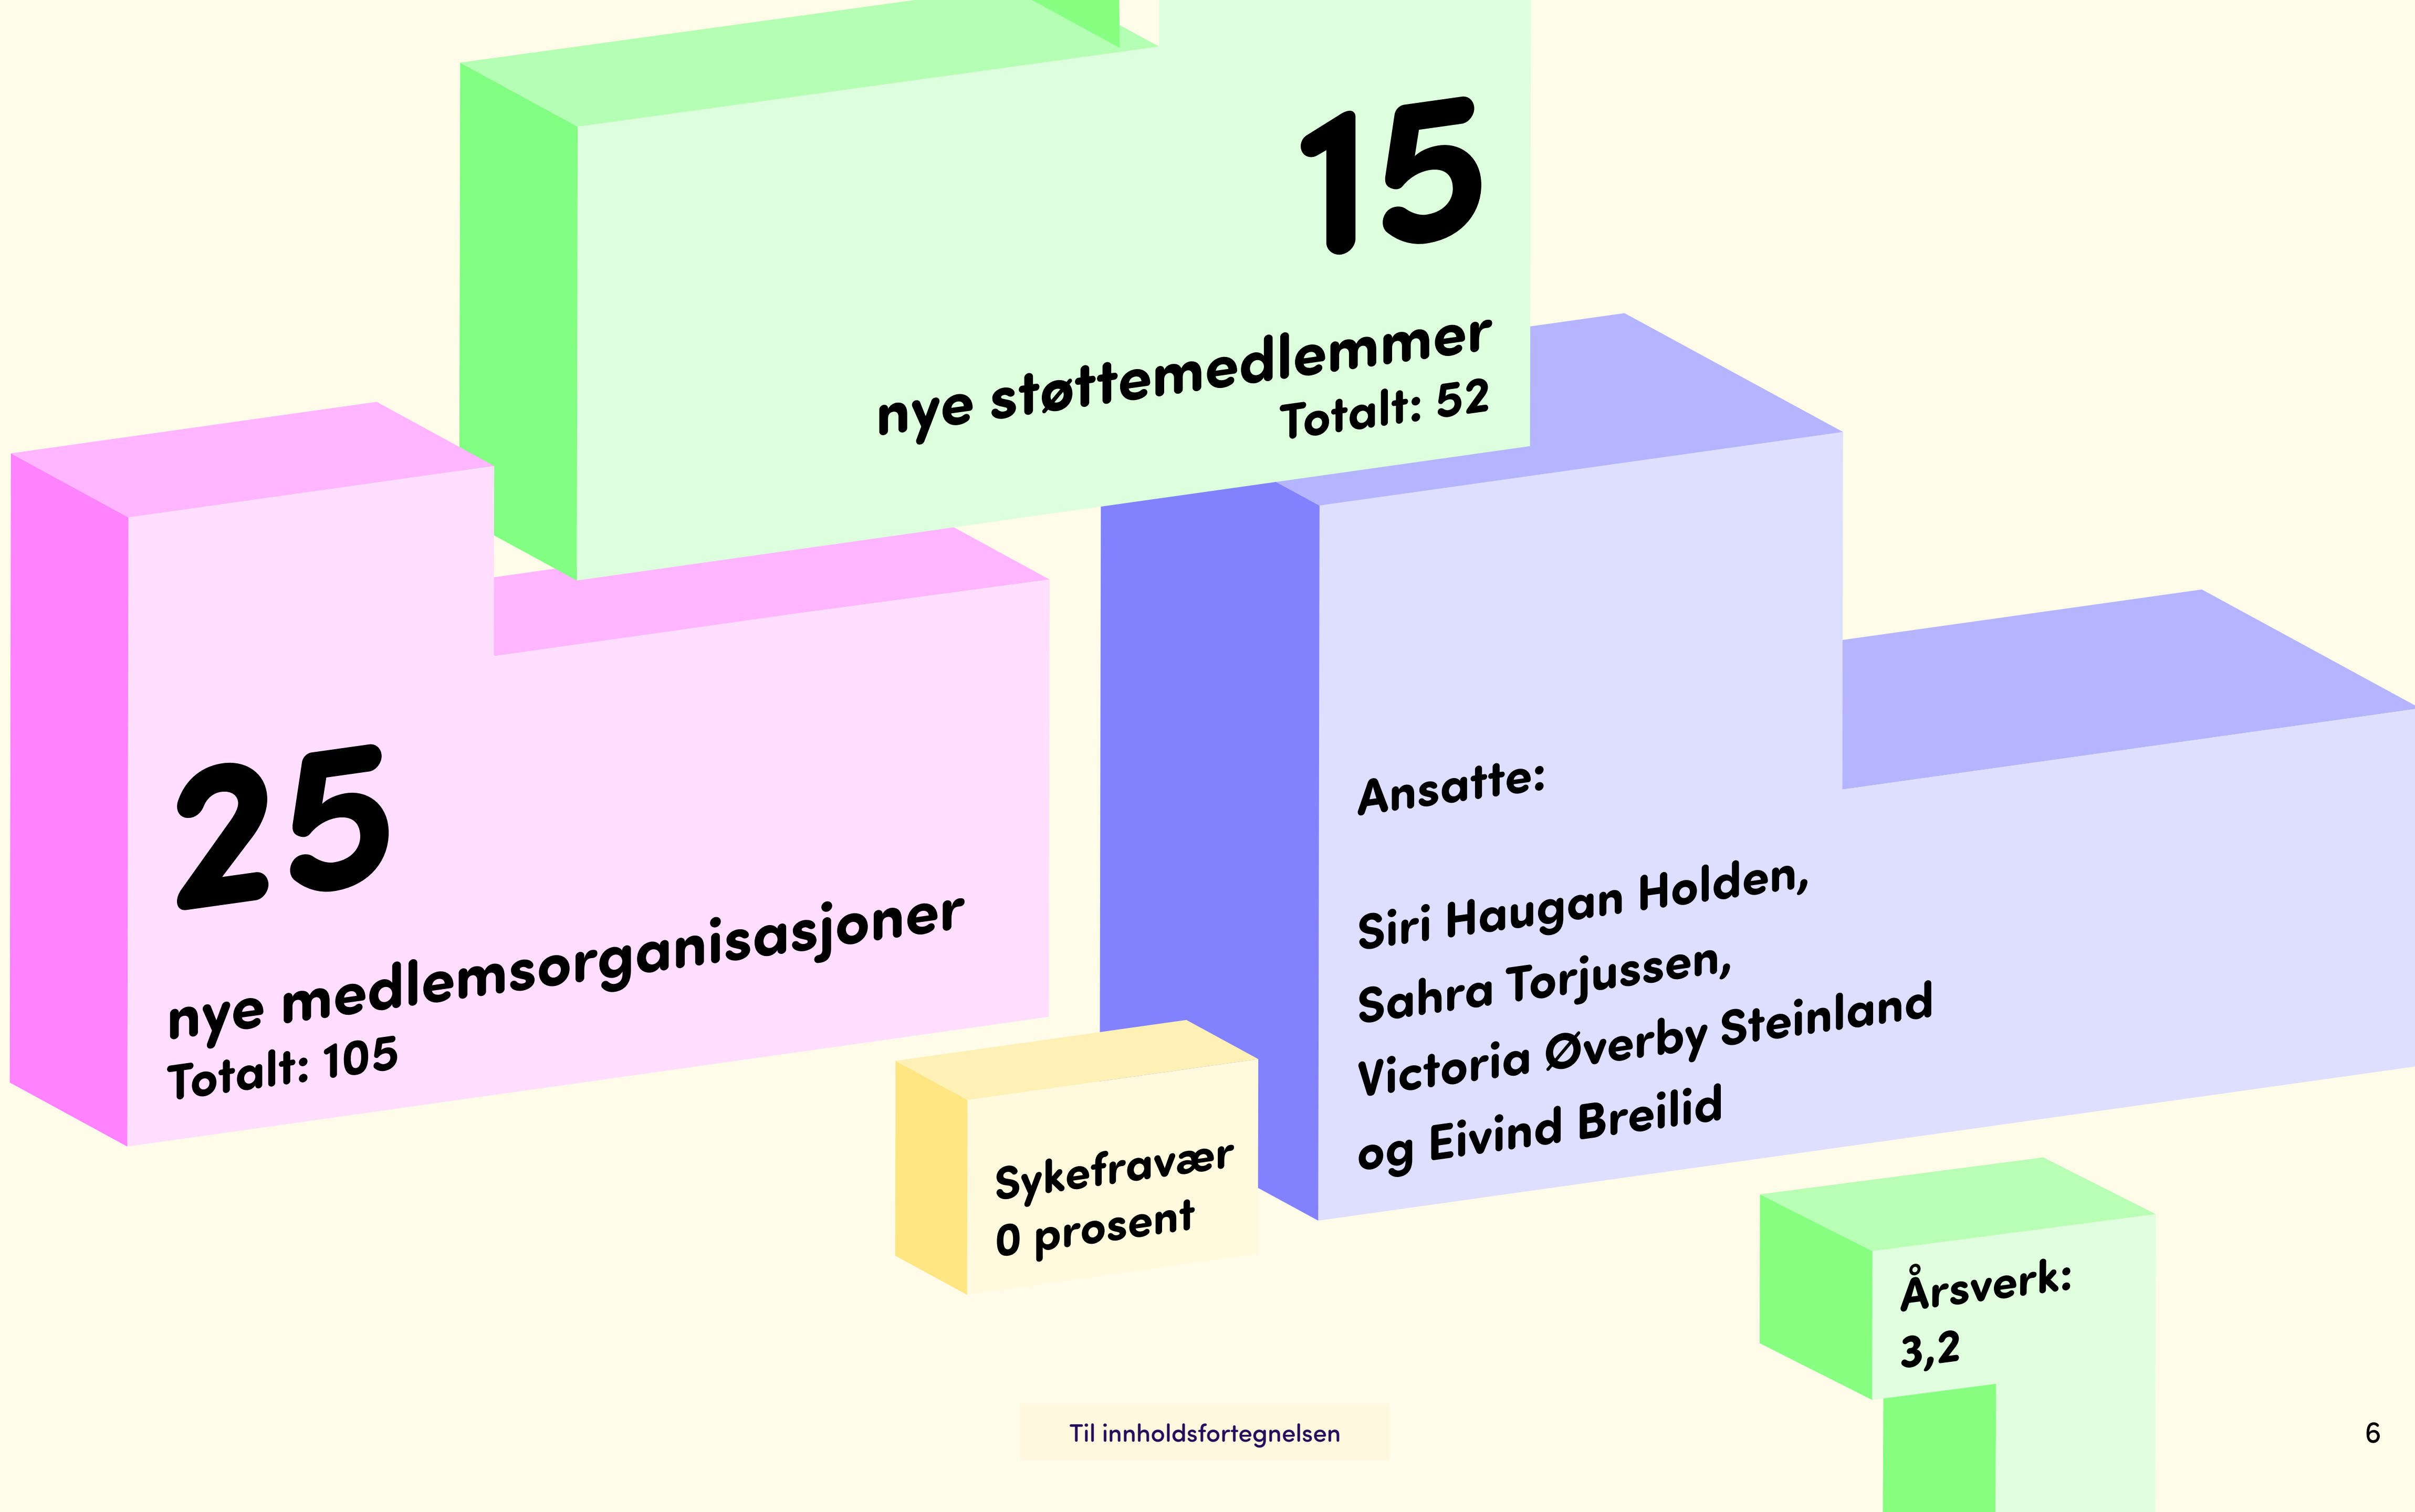 15
nye støttemedlemmer
Totalt: 52
25
nye medlemsorganisasjoner
Totalt: 105
Ansatte:
Siri Haugan Holden,
Sahra Torjussen,
Victoria Øverby Steinland
og Eivind Breilid
Sykefravær
0 prosent
Årsverk:
3,2
Til innholdsfortegnelsen
6